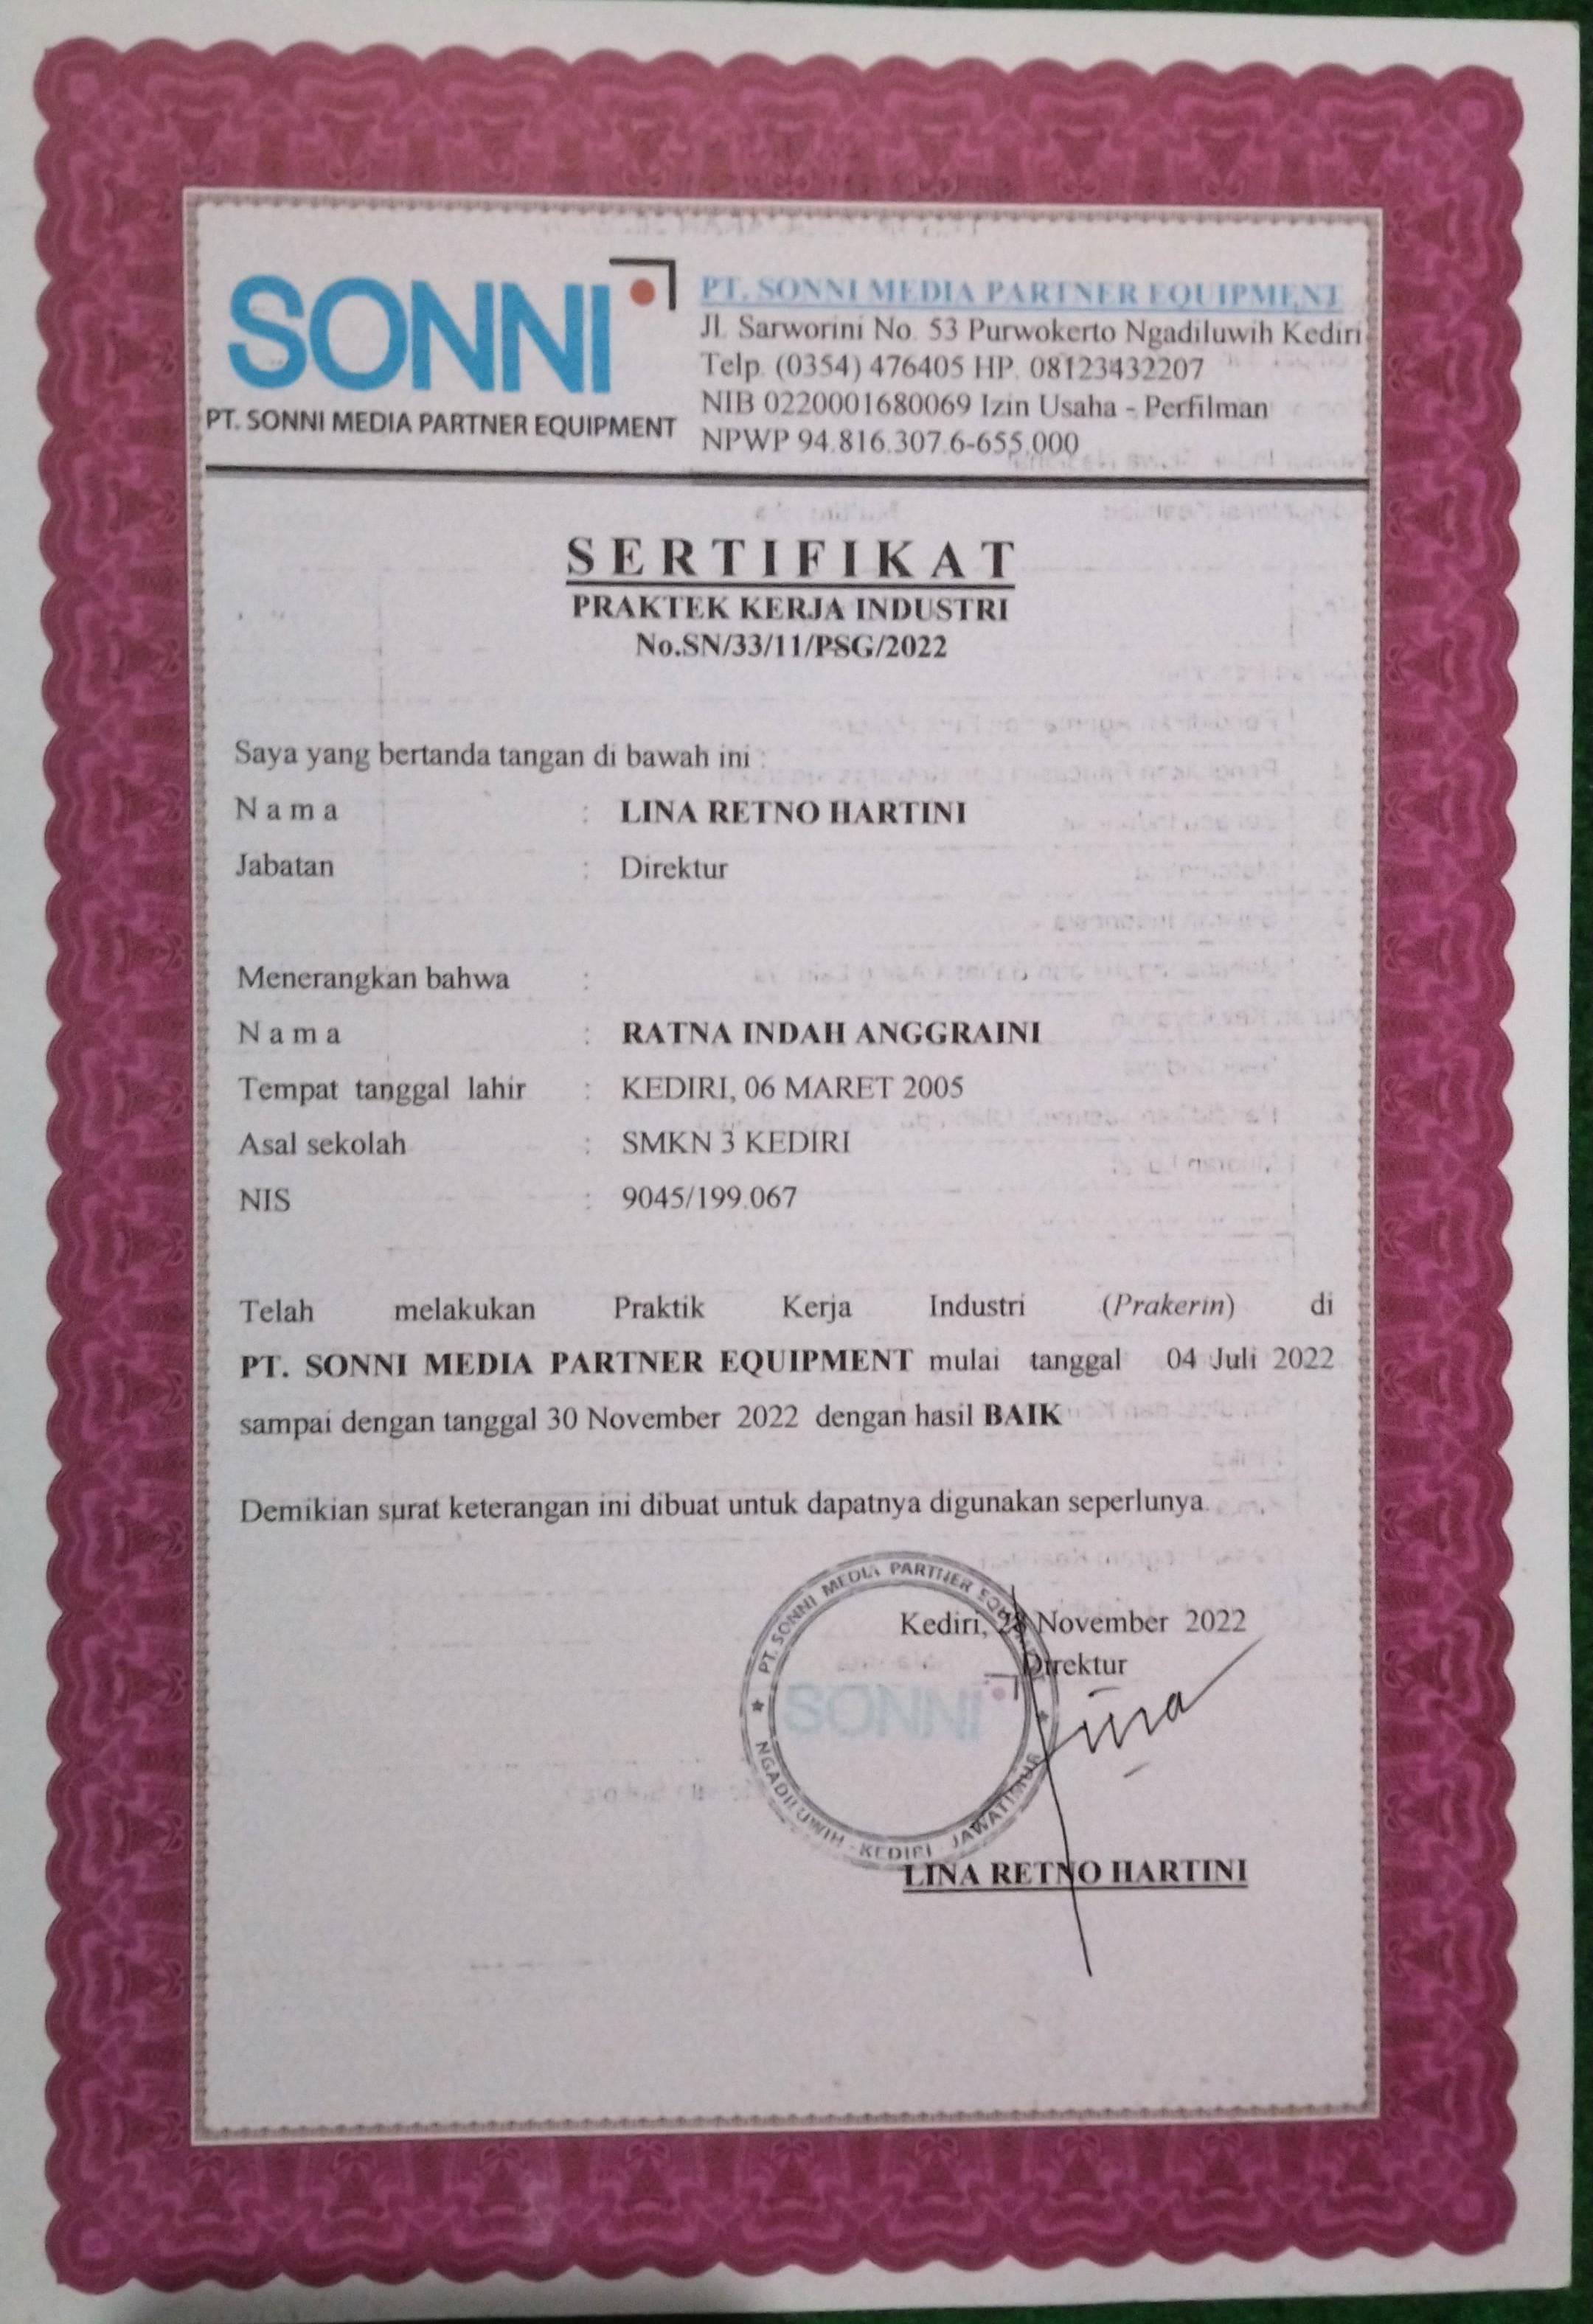 SONNI
PT. SONNI MEDIA PARTNER EQUIPMENT
PT. SONNI MEDIA PARTNER EQUIPMENT
Jl. Sarworini No. 53 Purwokerto Ngadiluwih Kediri
Telp. (0354) 476405 HP. 08123432207
NIB 0220001680069 Izin Usaha - Perfilman
NPWP 94.816.307.6-655.000
SERTIFIKAT
PRAKTEK KERJA INDUSTRI
No.SN/33/11/PSG/2022
Saya yang bertanda tangan di bawah ini :
Nama : LINA RETNO HARTINI
Jabatan : Direktur
Menerangkan bahwa :
Nama : RATNA INDAH ANGGRAINI
Tempat tanggal lahir : KEDIRI, 06 MARET 2005
Asal sekolah : SMKN 3 KEDIRI
NIS : 9045/199.067
Telah melakukan Praktik Kerja Industri (Prakerin) di
PT. SONNI MEDIA PARTNER EQUIPMENT mulai tanggal 04 Juli 2022
sampai dengan tanggal 30 November 2022 dengan hasil BAIK
Demikian surat keterangan ini dibuat untuk dapatnya digunakan seperlunya.
Kediri, 28 November 2022
Direktur
PT. SONNI MEDIA PARTNER
SONNI
NGADILUWIH - KEDIRI - JAWATIMUR
Lina
LINA RETNO HARTINI